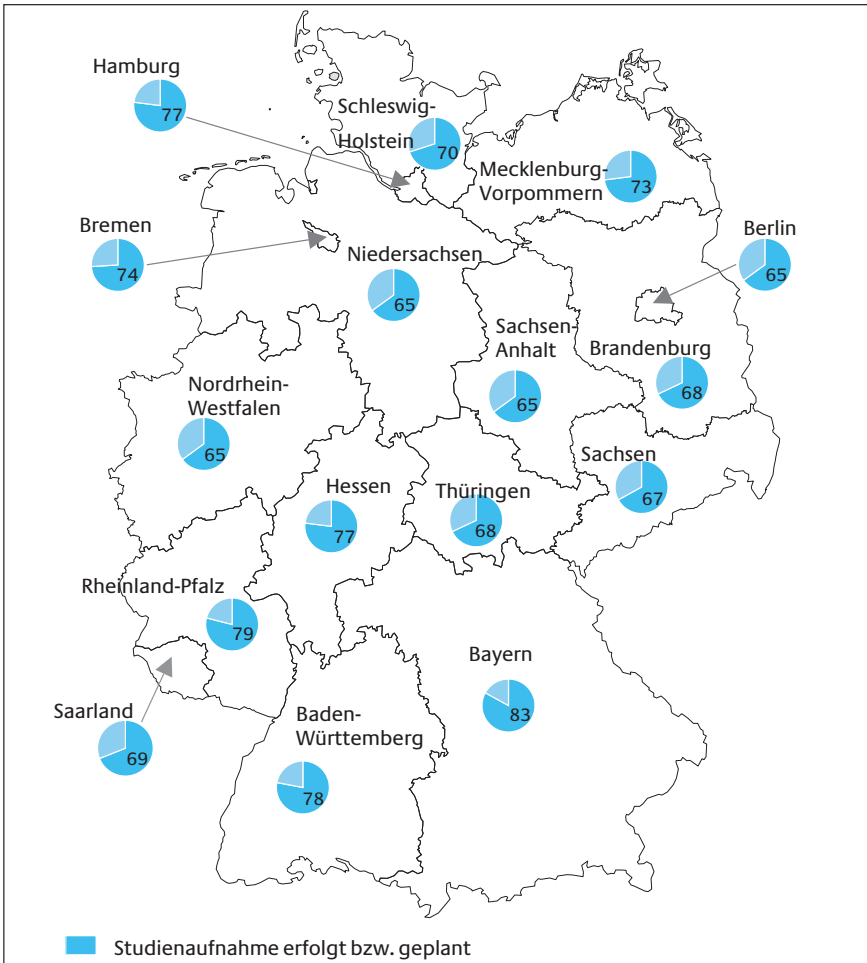 Hamburg
77
Schleswig-
Holstein
70
Mecklenburg-
Vorpommern
73
Bremen
74
Niedersachsen
65
Berlin
65
Sachsen-
Anhalt
65
Brandenburg
68
Nordrhein-
Westfalen
65
Sachsen
67
Hessen
77
Thüringen
68
Rheinland-Pfalz
79
Bayern
83
Saarland
69
Baden-
Württemberg
78
Studienaufnahme erfolgt bzw. geplant